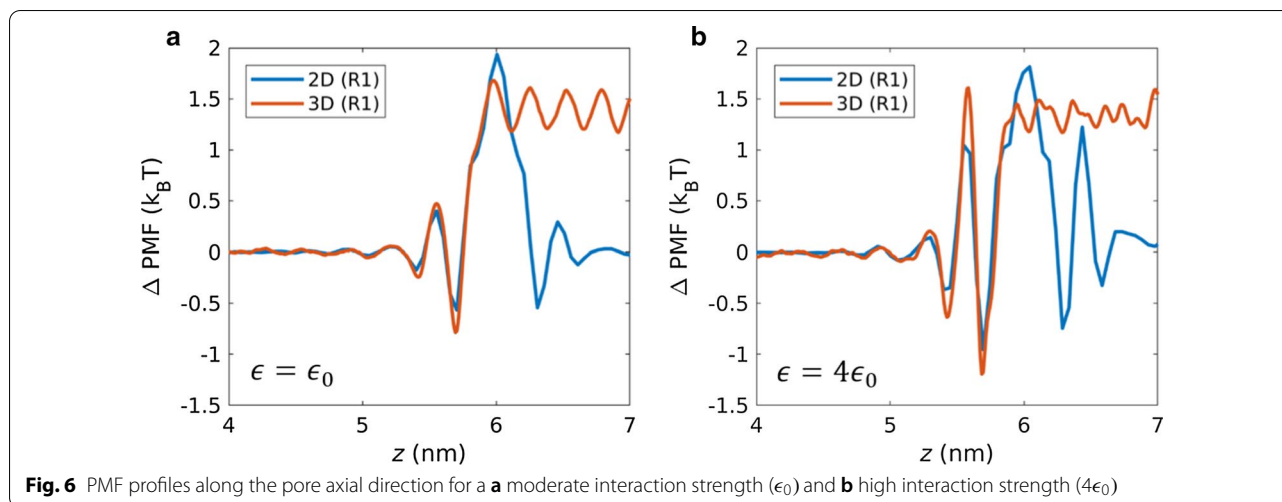 a
2D (R1)
3D (R1)
Δ PMF (k_BT)
2
1.5
1
0.5
0
-0.5
-1
-1.5
ϵ = ϵ₀
4
5
6
7
z (nm)
b
2D (R1)
3D (R1)
Δ PMF (k_BT)
2
1.5
1
0.5
0
-0.5
-1
-1.5
ϵ = 4ϵ₀
4
5
6
7
z (nm)
Fig. 6 PMF profiles along the pore axial direction for a a moderate interaction strength (ϵ₀) and b high interaction strength (4ϵ₀)